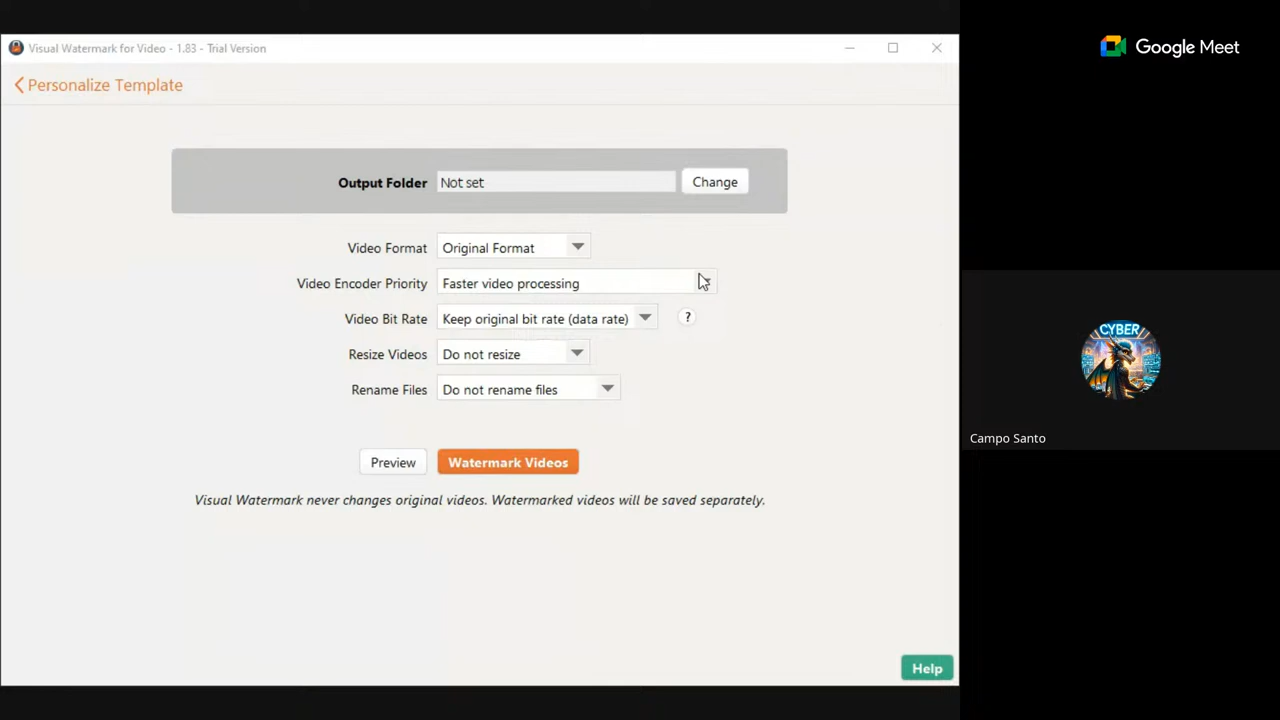 Visual Watermark for Video - 1.83 - Trial Version
Google Meet
Personalize Template
Output Folder Not set Change
Video Format Original Format
Video Encoder Priority Faster video processing
Video Bit Rate Keep original bit rate (data rate) ?
CYBER
Resize Videos Do not resize
Rename Files Do not rename files
Campo Santo
Preview Watermark Videos
Visual Watermark never changes original videos. Watermarked videos will be saved separately.
Help